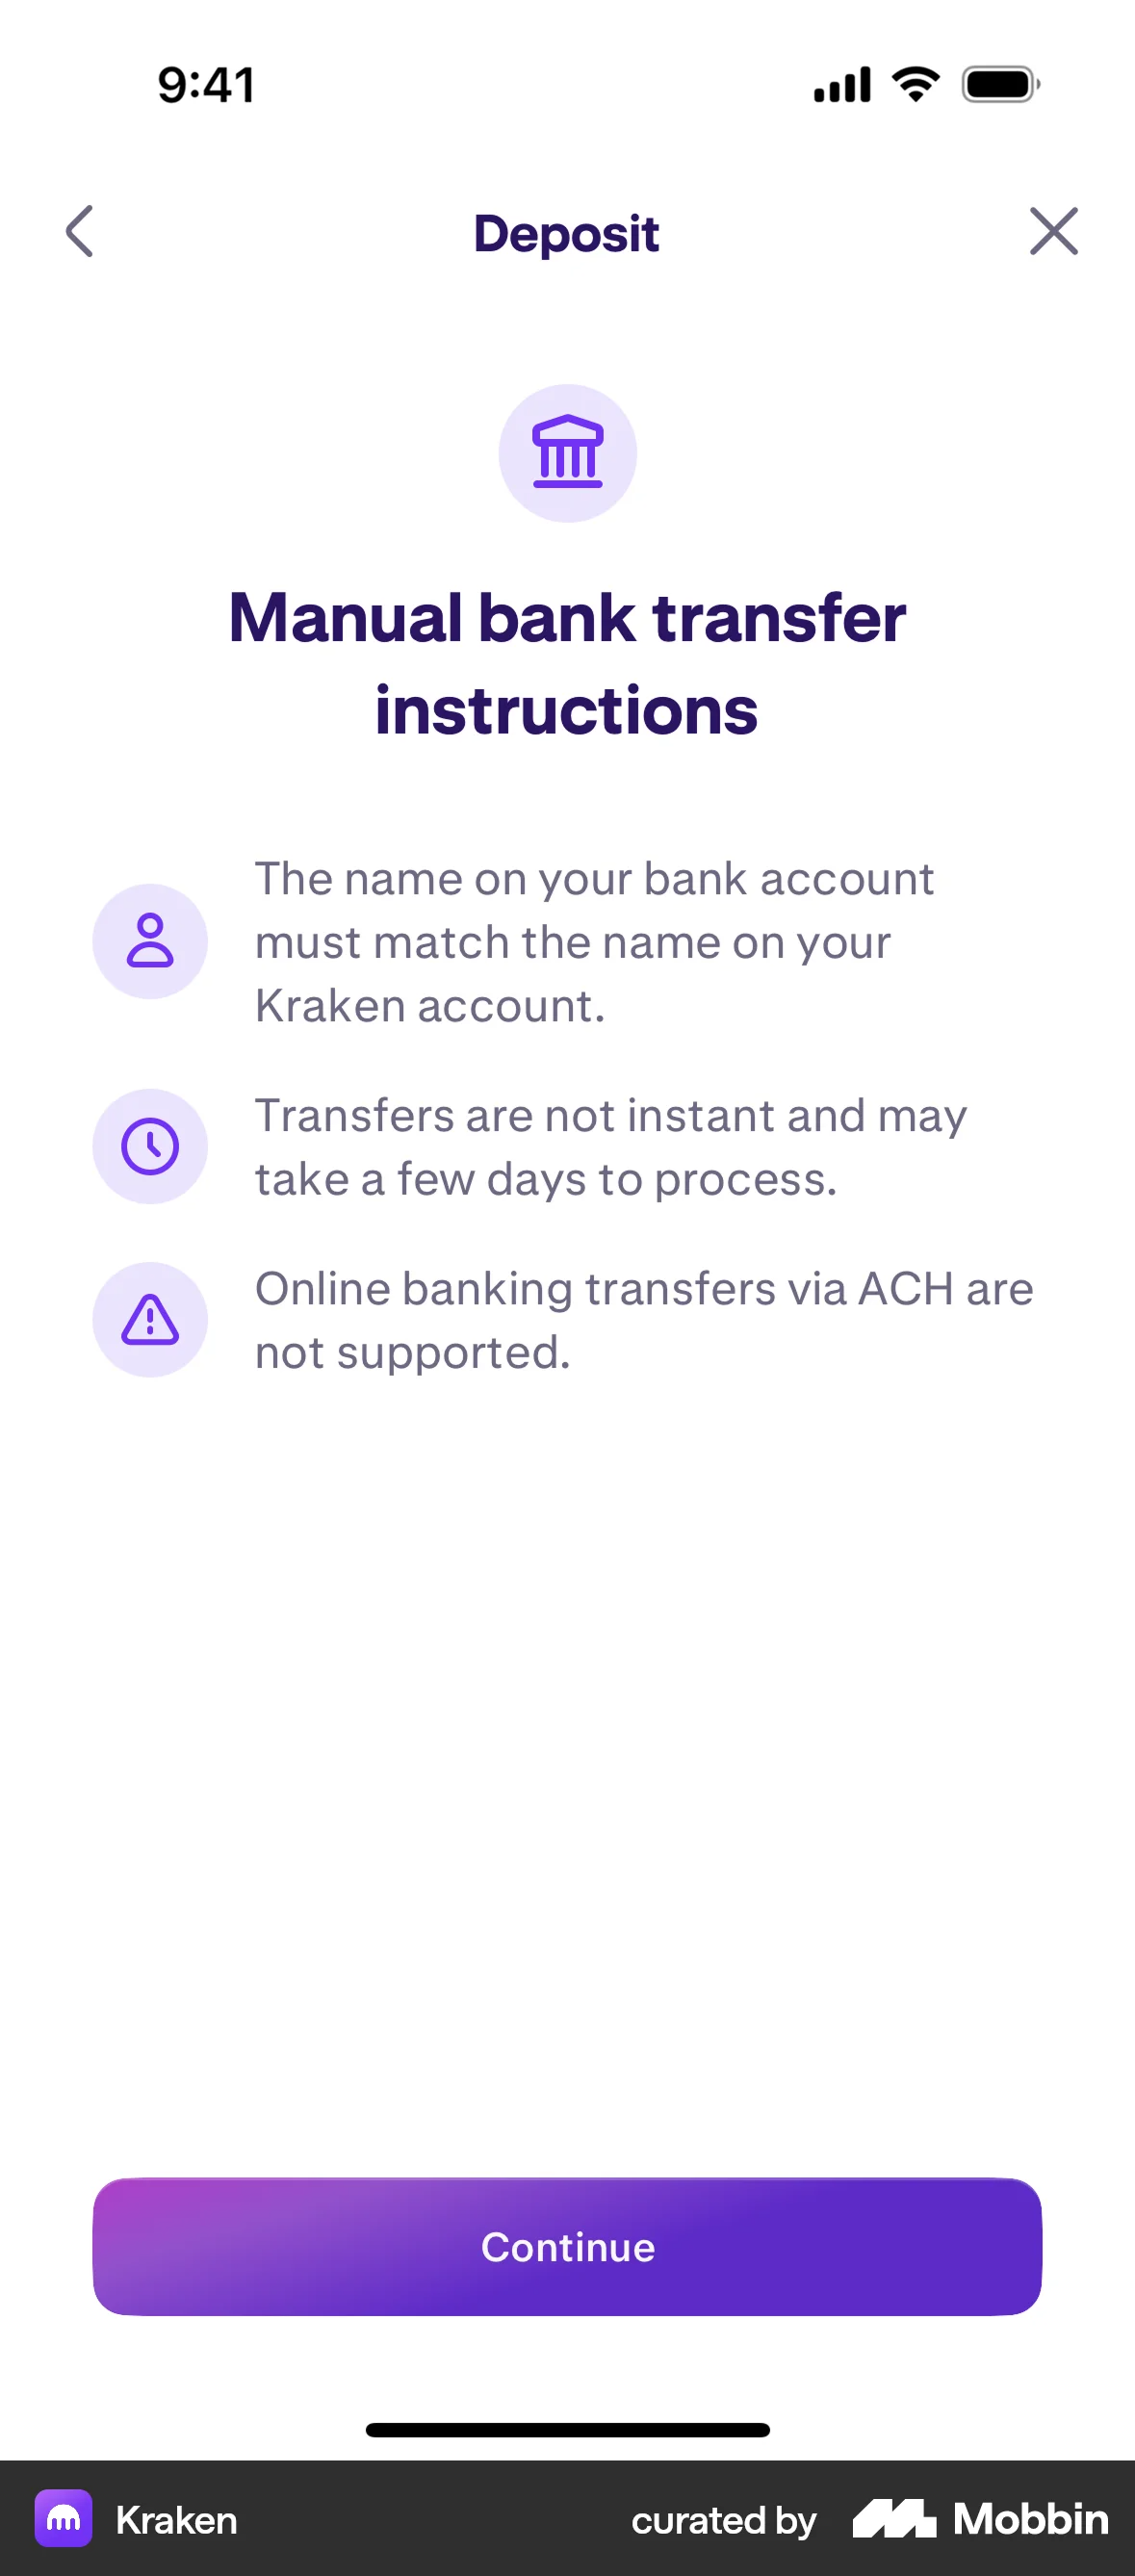 9:41
Deposit
Manual bank transfer
instructions
The name on your bank account
must match the name on your
Kraken account.
Transfers are not instant and may
take a few days to process.
Online banking transfers via ACH are
not supported.
Continue
Kraken
curated by Mobbin